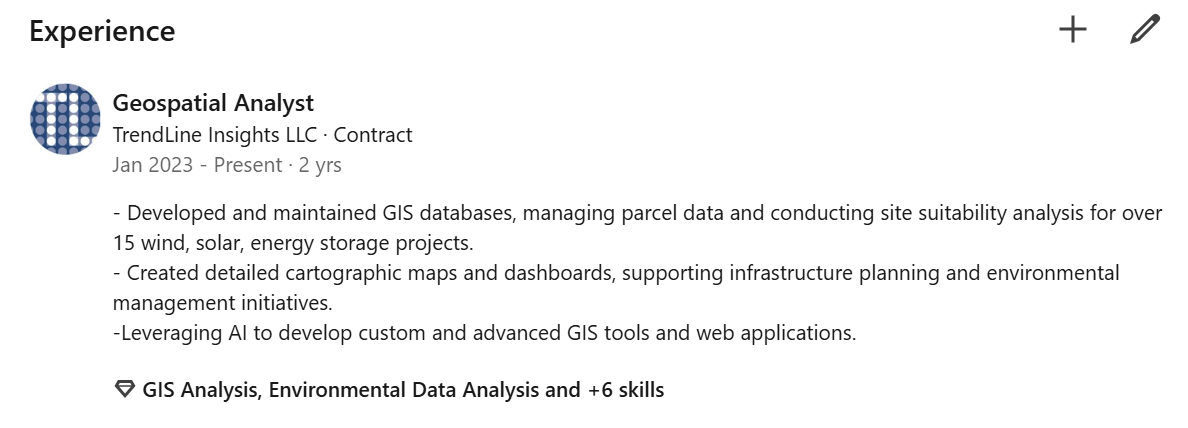 Experience
Geospatial Analyst
TrendLine Insights LLC · Contract
Jan 2023 - Present · 2 yrs
- Developed and maintained GIS databases, managing parcel data and conducting site suitability analysis for over
15 wind, solar, energy storage projects.
- Created detailed cartographic maps and dashboards, supporting infrastructure planning and environmental
management initiatives.
-Leveraging AI to develop custom and advanced GIS tools and web applications.
GIS Analysis, Environmental Data Analysis and +6 skills